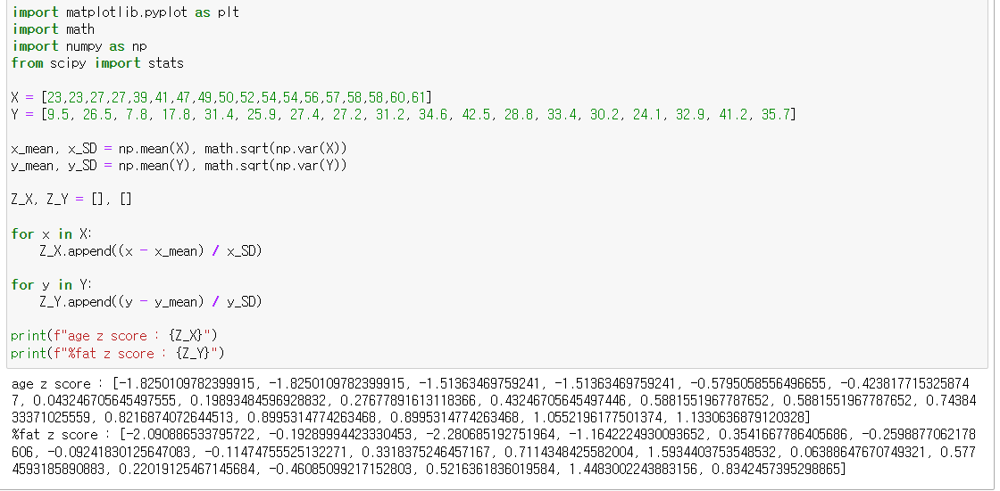 import matplotlib.pyplot as plt
import math
import numpy as np
from scipy import stats
X = [23,23,27,27,39,41,47,49,50,52,54,54,56,57,58,58,60,61]
Y = [9.5, 26.5, 7.8, 17.8, 31.4, 25.9, 27.4, 27.2, 31.2, 34.6, 42.5, 28.8, 33.4, 30.2, 24.1, 32.9, 41.2, 35.7]
x_mean, x_SD = np.mean(X), math.sqrt(np.var(X))
y_mean, y_SD = np.mean(Y), math.sqrt(np.var(Y))
Z_X, Z_Y = [], []
for x in X:
    Z_X.append((x - x_mean) / x_SD)
for y in Y:
    Z_Y.append((y - y_mean) / y_SD)
print(f"age z score : {Z_X}")
print(f"%fat z score : {Z_Y}")
age z score : [-1.8250109782399915, -1.8250109782399915, -1.51363469759241, -1.51363469759241, -0.5795058556496655, -0.423817715325874
7, 0.043246705645497555, 0.19893484596928832, 0.27677891613118366, 0.43246705645497446, 0.5881551967787652, 0.5881551967787652, 0.74384
33371025559, 0.8216874072644513, 0.8995314774263468, 0.8995314774263468, 1.0552196177501374, 1.1330636879120328]
%fat z score : [-2.090886533795722, -0.19289994423330453, -2.280685192751964, -1.1642224930093652, 0.3541667786405686, -0.2598877062178
606, -0.09241830125647083, -0.11474755525132271, 0.3318375246457167, 0.7114348425582004, 1.5934403753548532, 0.06388647670749321, 0.577
4593185890883, 0.22019125467145684, -0.46085099217152803, 0.5216361836019584, 1.4483002243883156, 0.8342457395298865]